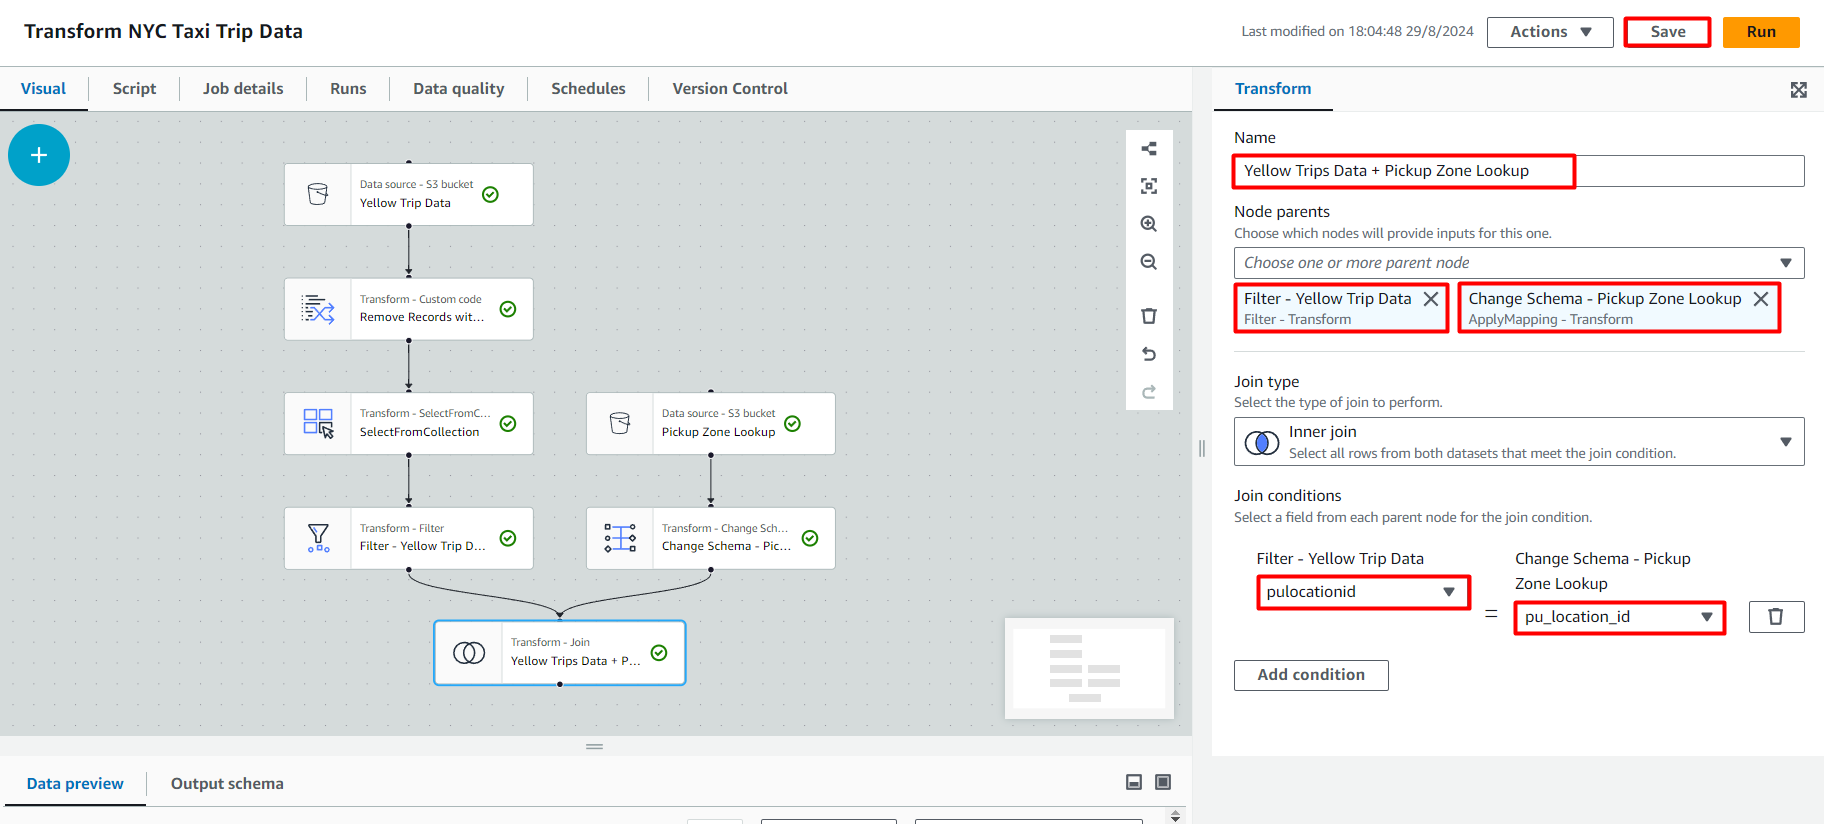 Transform NYC Taxi Trip Data
Last modified on 18:04:48 29/8/2024
Actions
Save
Run
Visual
Script
Job details
Runs
Data quality
Schedules
Version Control
Data source - S3 bucket
Yellow Trip Data
Transform - Custom code
Remove Records wit...
Transform - SelectFromC...
SelectFromCollection
Data source - S3 bucket
Pickup Zone Lookup
Transform - Filter
Filter - Yellow Trip D...
Transform - Change Sch...
Change Schema - Pic...
Transform - Join
Yellow Trips Data + P...
Transform
Name
Yellow Trips Data + Pickup Zone Lookup
Node parents
Choose which nodes will provide inputs for this one.
Choose one or more parent node
Filter - Yellow Trip Data
Filter - Transform
Change Schema - Pickup Zone Lookup
ApplyMapping - Transform
Join type
Select the type of join to perform.
Inner join
Select all rows from both datasets that meet the join condition.
Join conditions
Select a field from each parent node for the join condition.
Filter - Yellow Trip Data
pulocationid
=
Change Schema - Pickup
Zone Lookup
pu_location_id
Add condition
Data preview
Output schema